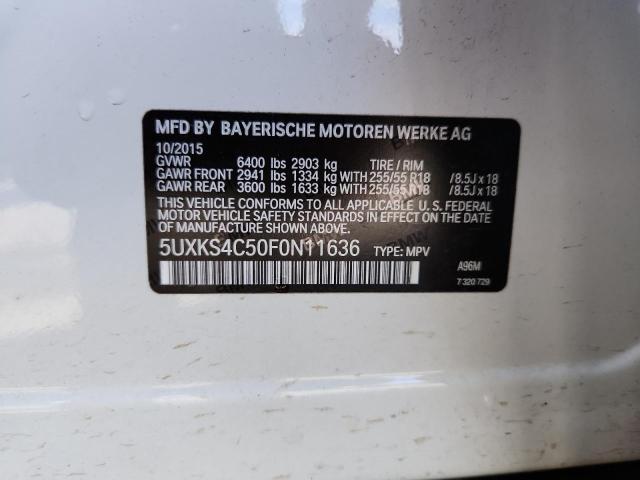 MFD BY BAYERISCHE MOTOREN WERKE AG
10/2015
GVWR 6400 lbs 2903 kg TIRE / RIM
GAWR FRONT 2941 lbs 1334 kg WITH 255/55 R18 /8.5J x 18
GAWR REAR 3600 lbs 1633 kg WITH 255/55 R18 /8.5J x 18
THIS VEHICLE CONFORMS TO ALL APPLICABLE U. S. FEDERAL
MOTOR VEHICLE SAFETY STANDARDS IN EFFECT ON THE DATE OF
MANUFACTURE SHOWN ABOVE.
5UXKS4C50F0N11636 TYPE: MPV
A96M
7 320 729